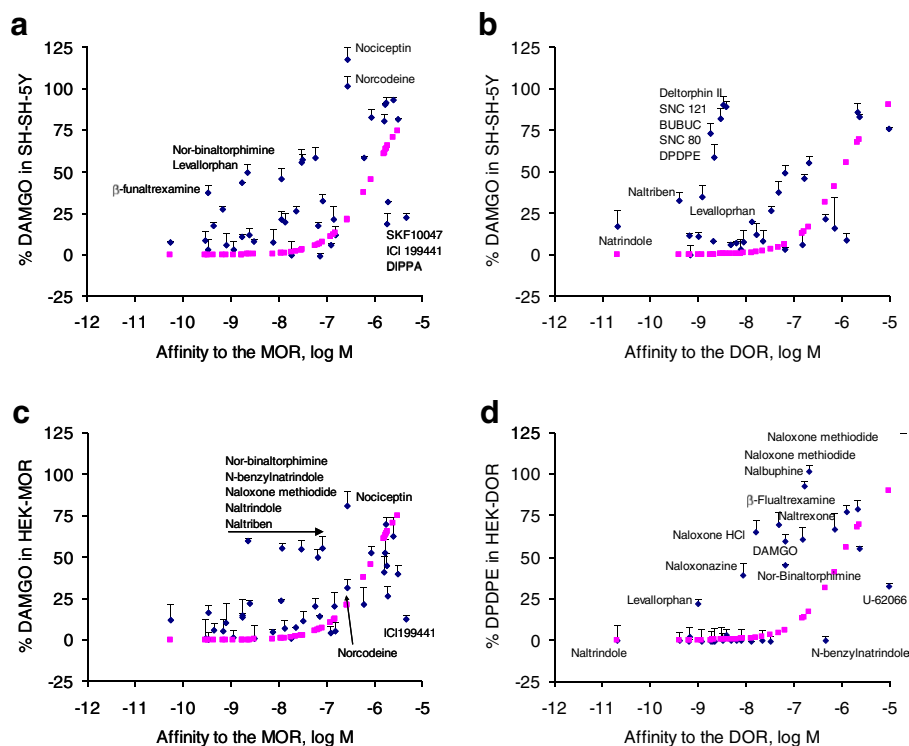 a
% DAMGO in SH-SH-5Y
125
100
75
50
25
0
-25
-12 -11 -10 -9 -8 -7 -6 -5
Affinity to the MOR, log M
Nociceptin
Norcodeine
Nor-binaltorphimine
Levallorphan
β-funaltrexamine
SKF10047
ICI 199441
DIPPA
b
% DAMGO in SH-SH-5Y
125
100
75
50
25
0
-25
-12 -11 -10 -9 -8 -7 -6 -5
Affinity to the DOR, log M
Deltorphin II
SNC 121
BUBUC
SNC 80
DPDPE
Naltriben
Levalloprhan
Natrindole
c
% DAMGO in HEK-MOR
125
100
75
50
25
0
-25
-12 -11 -10 -9 -8 -7 -6 -5
Affinity to the MOR, log M
Nor-binaltorphimine
N-benzylnatrindole
Naloxone methiodide
Naltrindole
Naltriben
Nociceptin
ICI199441
Norcodeine
d
% DPDPE in HEK-DOR
125
100
75
50
25
0
-25
-12 -11 -10 -9 -8 -7 -6 -5
Affinity to the DOR, log M
Naloxone methiodide
Naloxone methiodide
Nalbuphine
β-Flualtrexamine
Naltrexone
Naloxone HCl
DAMGO
Naloxonazine
Nor-Binaltorphimine
Levallorphan
U-62066
Naltrindole
N-benzylnatrindole